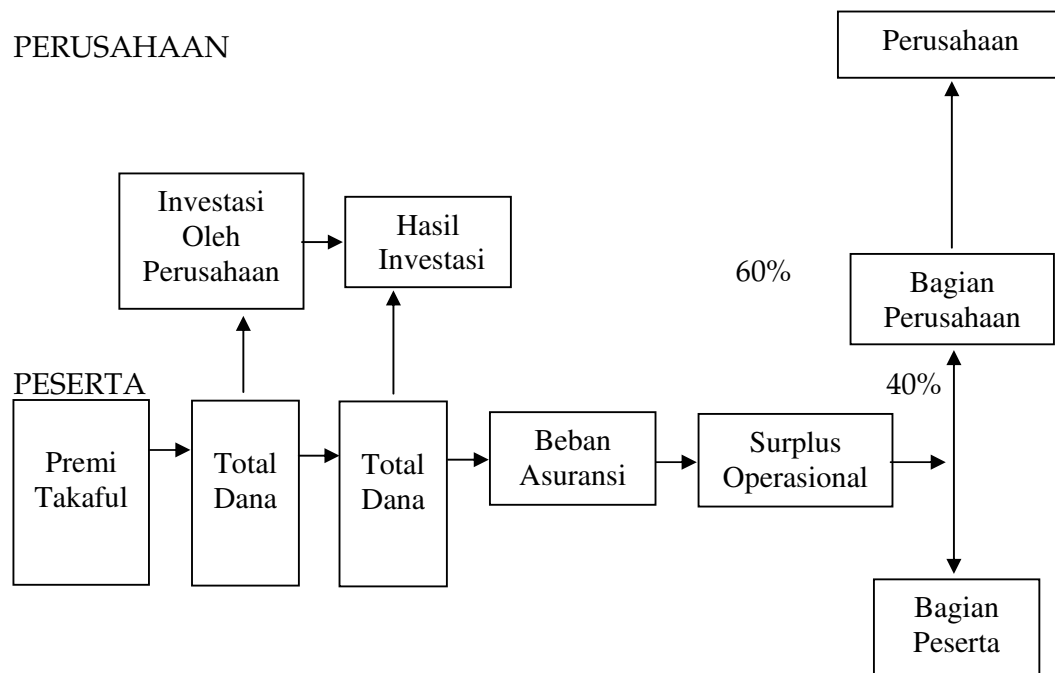 PERUSAHAAN
Perusahaan
Investasi
Oleh
Perusahaan
Hasil
Investasi
60%
Bagian
Perusahaan
PESERTA
40%
Premi
Takaful
Total
Dana
Total
Dana
Beban
Asuransi
Surplus
Operasional
Bagian
Peserta